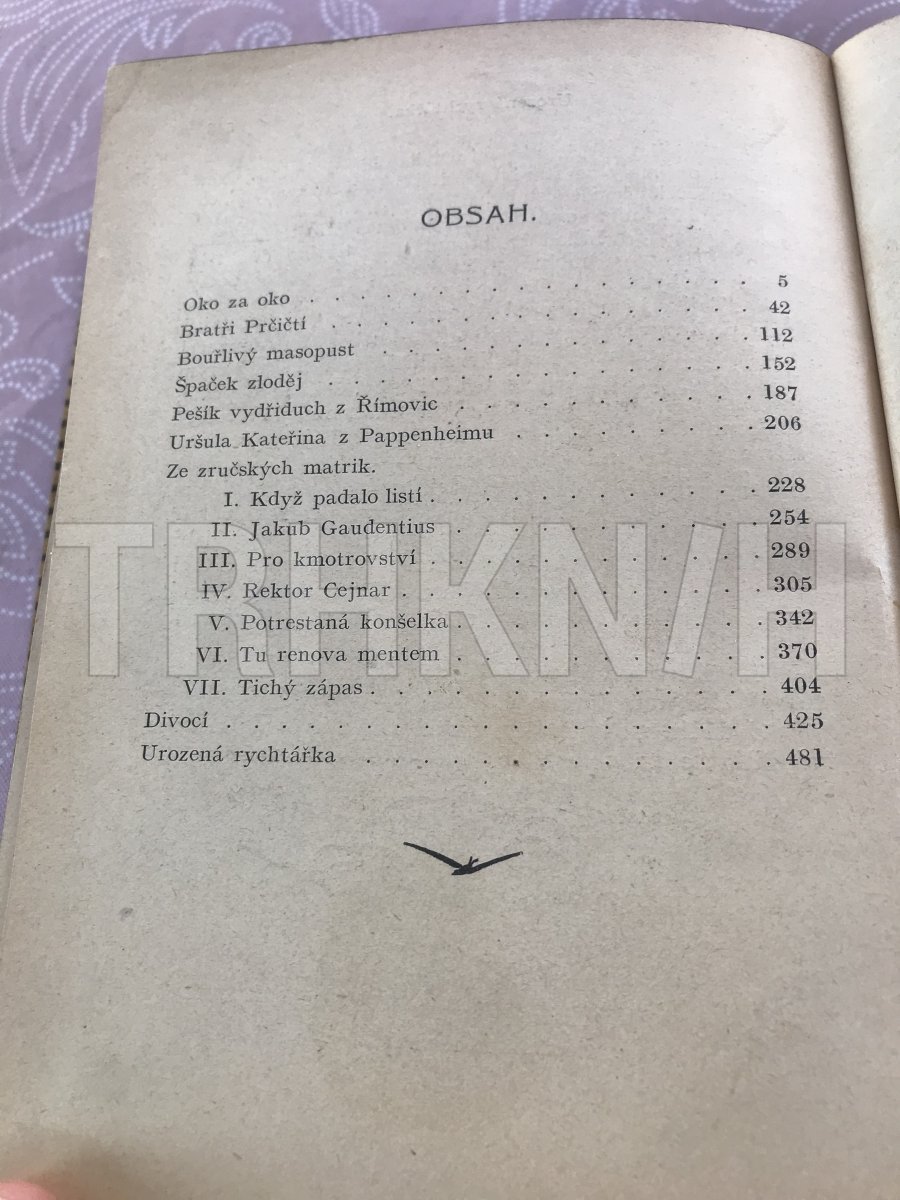 OBSAH.
Oko za oko . . . . . . . . . . . . . . . . 5
Bratři Prčičtí . . . . . . . . . . . . . . . 42
Bouřlivý masopust . . . . . . . . . . . . . 112
Špaček zloděj . . . . . . . . . . . . . . . 152
Pešík vydřiduch z Římovic . . . . . . . . . . 187
Uršula Kateřina z Pappenheimu . . . . . . . . 206
Ze zručských matrik.
I. Když padalo listí . . . . . . . . . . . 228
II. Jakub Gaudentius . . . . . . . . . . . 254
III. Pro kmotrovství . . . . . . . . . . . . 289
IV. Rektor Cejnar . . . . . . . . . . . . . 305
V. Potrestaná konšelka . . . . . . . . . . . 342
VI. Tu renova mentem . . . . . . . . . . . 370
VII. Tichý zápas . . . . . . . . . . . . . . 404
Divocí . . . . . . . . . . . . . . . . . . . 425
Urozená rychtářka . . . . . . . . . . . . . . 481
TRHKNIH